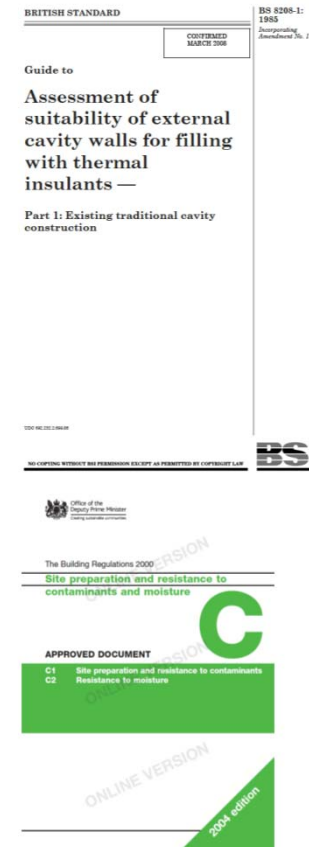 BRITISH STANDARD
BS 8208-1:
1985
Incorporating
Amendment No. 1
CONFIRMED
MARCH 2008
Guide to
Assessment of
suitability of external
cavity walls for filling
with thermal
insulants —
Part 1: Existing traditional cavity
construction
NO COPYING WITHOUT BSI PERMISSION EXCEPT AS PERMITTED BY COPYRIGHT LAW
BS
Office of the
Deputy Prime Minister
Creating sustainable communities
The Building Regulations 2000
Site preparation and resistance to
contaminants and moisture
C
ONLINE VERSION
APPROVED DOCUMENT
C1 Site preparation and resistance to contaminants
C2 Resistance to moisture
ONLINE VERSION
ONLINE VERSION
2004 edition